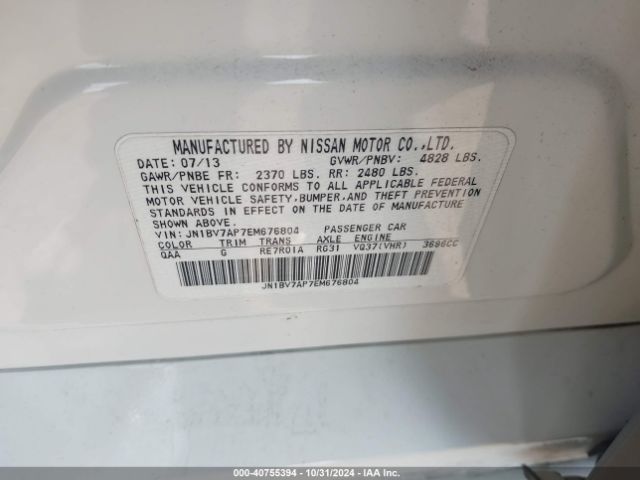 MANUFACTURED BY NISSAN MOTOR CO.,LTD.
DATE: 07/13 GVWR/PNBV: 4828 LBS.
GAWR/PNBE FR: 2370 LBS. RR: 2480 LBS.
THIS VEHICLE CONFORMS TO ALL APPLICABLE FEDERAL
MOTOR VEHICLE SAFETY, BUMPER, AND THEFT PREVENTION
STANDARDS IN EFFECT ON THE DATE OF MANUFACTURE
SHOWN ABOVE.
VIN: JN1BV7AP7EM676804 PASSENGER CAR
COLOR TRIM TRANS AXLE ENGINE
QAA G RE7R01A RG31 VQ37(VHR) 3696CC
JN1BV7AP7EM676804
000-40755394 - 10/31/2024 - IAA Inc.